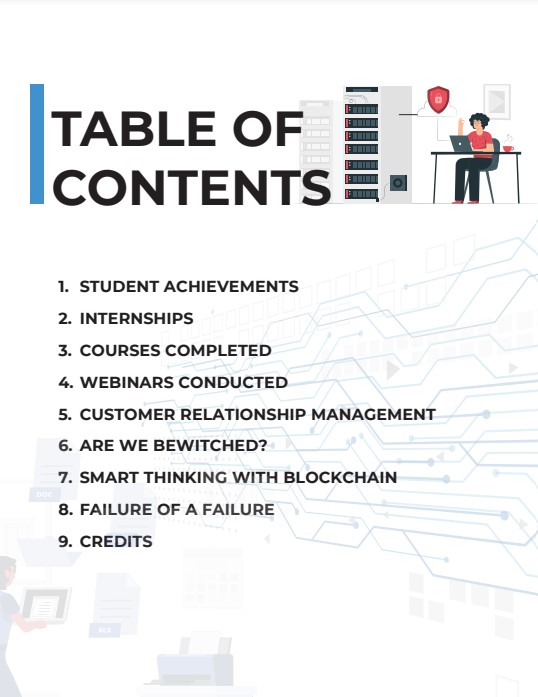 TABLE OF
CONTENTS
1. STUDENT ACHIEVEMENTS
2. INTERNSHIPS
3. COURSES COMPLETED
4. WEBINARS CONDUCTED
5. CUSTOMER RELATIONSHIP MANAGEMENT
6. ARE WE BEWITCHED?
7. SMART THINKING WITH BLOCKCHAIN
8. FAILURE OF A FAILURE
9. CREDITS
DOC